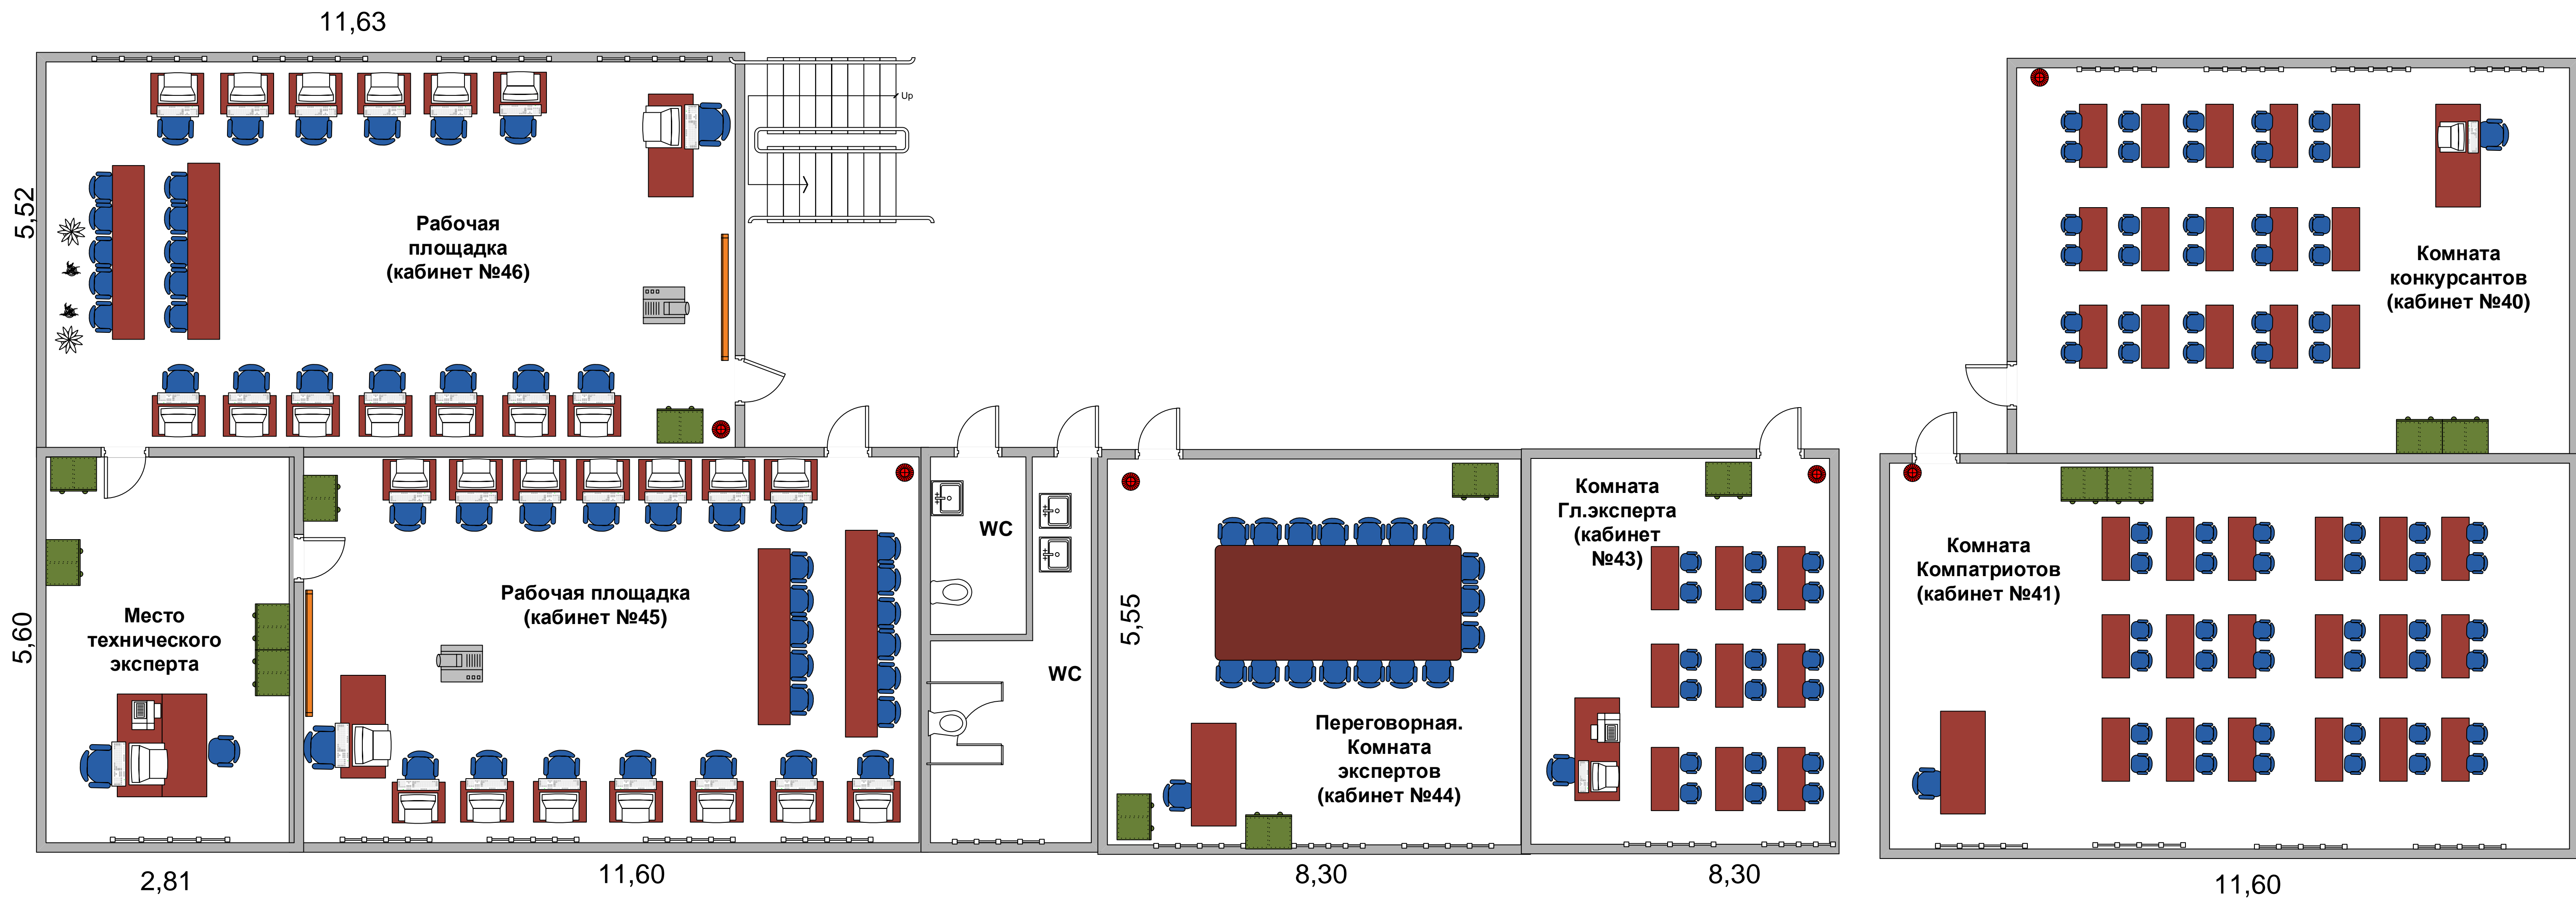 11,63
Up
5,52
Рабочая
площадка
(кабинет №46)
Комната
конкурсантов
(кабинет №40)
Комната
Гл.эксперта
(кабинет
№43)
WC
Комната
Компатриотов
(кабинет №41)
Рабочая площадка
(кабинет №45)
5,60
Место
технического
эксперта
5,55
WC
Переговорная.
Комната
экспертов
(кабинет №44)
2,81
11,60
8,30
8,30
11,60